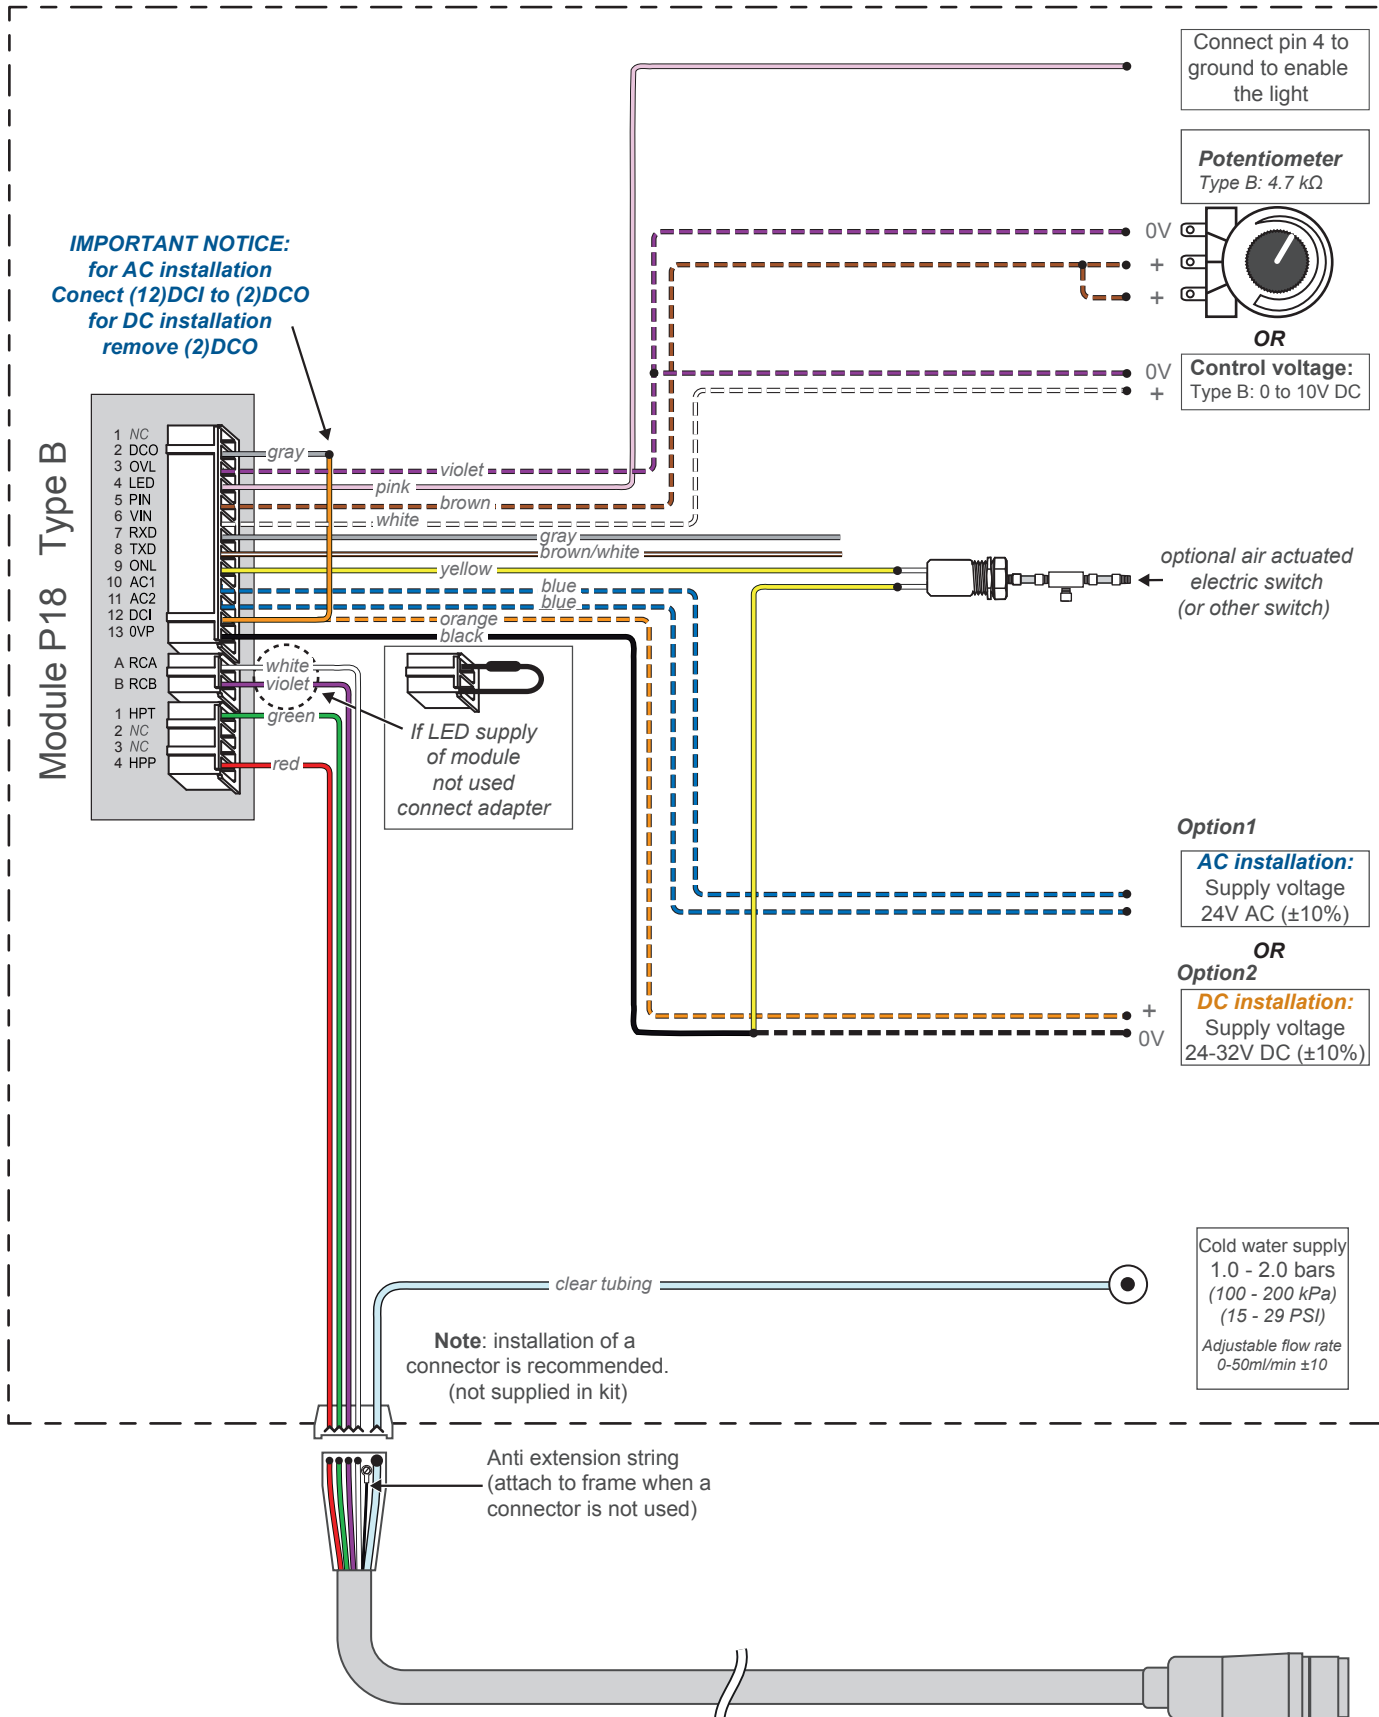 Connect pin 4 to
ground to enable
the light
Potentiometer
Type B: 4.7 kΩ
0V
+
+
OR
0V
+
Control voltage:
Type B: 0 to 10V DC
IMPORTANT NOTICE:
for AC installation
Conect (12)DCI to (2)DCO
for DC installation
remove (2)DCO
Module P18 Type B
1 NC
2 DCO
3 OVL
4 LED
5 PIN
6 VIN
7 RXD
8 TXD
9 ONL
10 AC1
11 AC2
12 DCI
13 0VP
A RCA
B RCB
1 HPT
2 NC
3 NC
4 HPP
gray
violet
pink
brown
white
gray
brown/white
yellow
blue
blue
orange
black
white
violet
green
red
optional air actuated
electric switch
(or other switch)
If LED supply
of module
not used
connect adapter
Option1
AC installation:
Supply voltage
24V AC (±10%)
OR
Option2
DC installation:
Supply voltage
24-32V DC (±10%)
+
0V
clear tubing
Cold water supply
1.0 - 2.0 bars
(100 - 200 kPa)
(15 - 29 PSI)
Adjustable flow rate
0-50ml/min ±10
Note: installation of a
connector is recommended.
(not supplied in kit)
Anti extension string
(attach to frame when a
connector is not used)